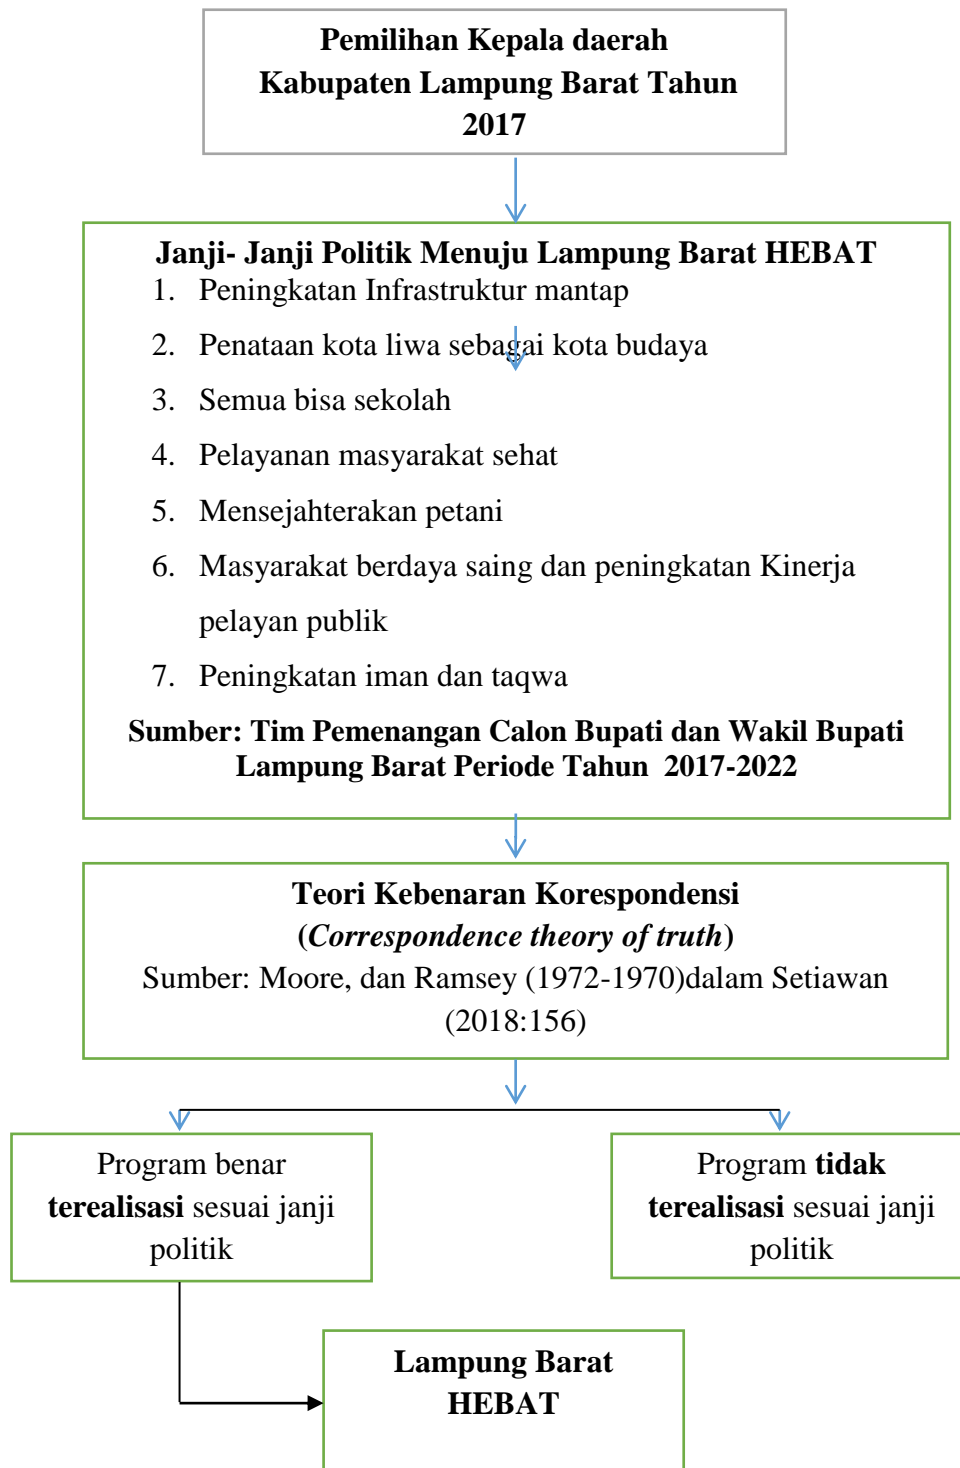 Pemilihan Kepala daerah
Kabupaten Lampung Barat Tahun
2017
Janji- Janji Politik Menuju Lampung Barat HEBAT
1. Peningkatan Infrastruktur mantap
2. Penataan kota liwa sebagai kota budaya
3. Semua bisa sekolah
4. Pelayanan masyarakat sehat
5. Mensejahterakan petani
6. Masyarakat berdaya saing dan peningkatan Kinerja
pelayan publik
7. Peningkatan iman dan taqwa
Sumber: Tim Pemenangan Calon Bupati dan Wakil Bupati
Lampung Barat Periode Tahun 2017-2022
Teori Kebenaran Korespondensi
(Correspondence theory of truth)
Sumber: Moore, dan Ramsey (1972-1970)dalam Setiawan
(2018:156)
Program benar
terealisasi sesuai janji
politik
Program tidak
terealisasi sesuai janji
politik
Lampung Barat
HEBAT